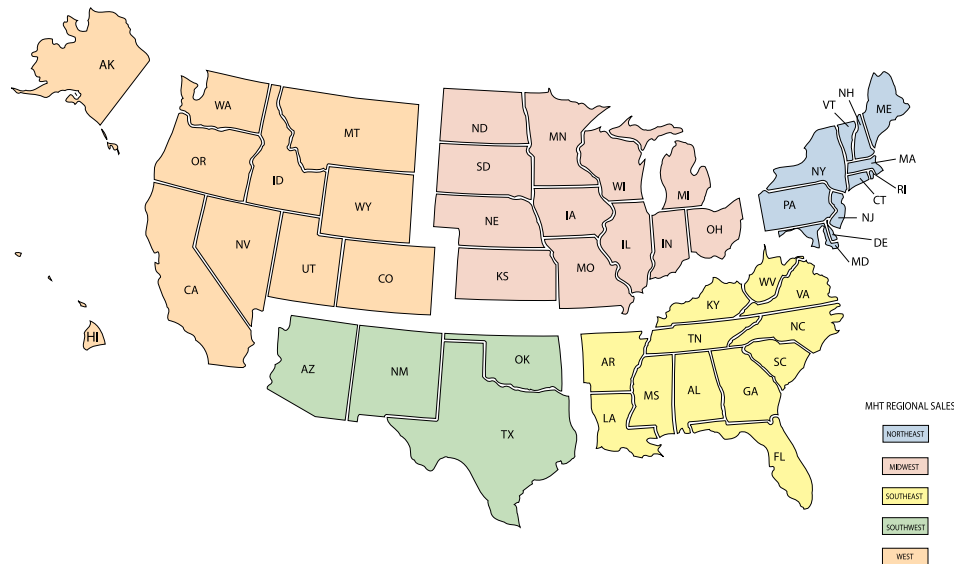 AK
WA
MT
OR
ID
WY
NV
UT
CO
CA
HI
ND
MN
SD
WI
MI
NE
IA
IL
IN
OH
KS
MO
NH
VT
ME
MA
NY
RI
CT
PA
NJ
DE
MD
WV
VA
KY
NC
TN
SC
AR
MS
AL
GA
LA
FL
AZ
NM
OK
TX
MHT REGIONAL SALES
NORTHEAST
MIDWEST
SOUTHEAST
SOUTHWEST
WEST